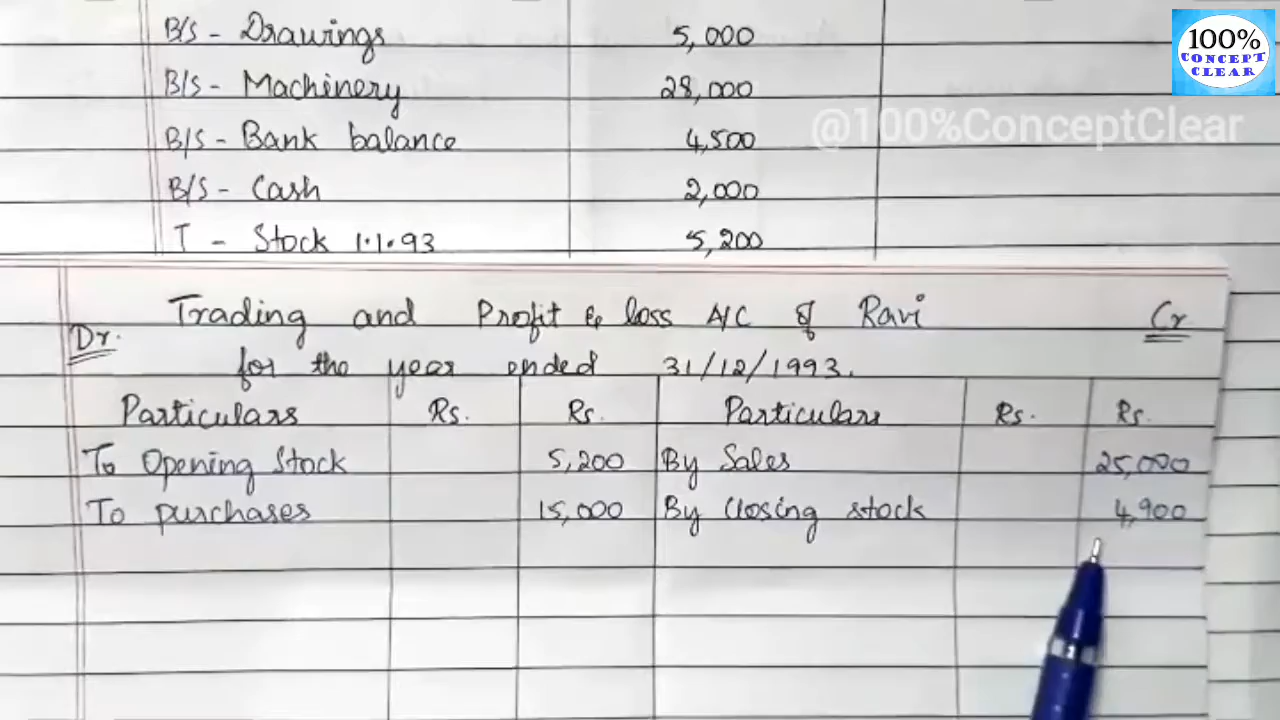 B/S - Drawings 5,000
100%
CONCEPT
CLEAR
B/S - Machinery 28,000
@100%ConceptClear
B/S - Bank balance 4,500
B/S - Cash 2,000
T - Stock 1.1.93 5,200
Trading and Profit & loss A/C of Ravi
Dr. Cr
for the year ended 31/12/1993.
Particulars Rs. Rs. Particulars Rs. Rs.
To Opening Stock 5,200 By Sales 25,000
To purchases 15,000 By Closing stock 4,900